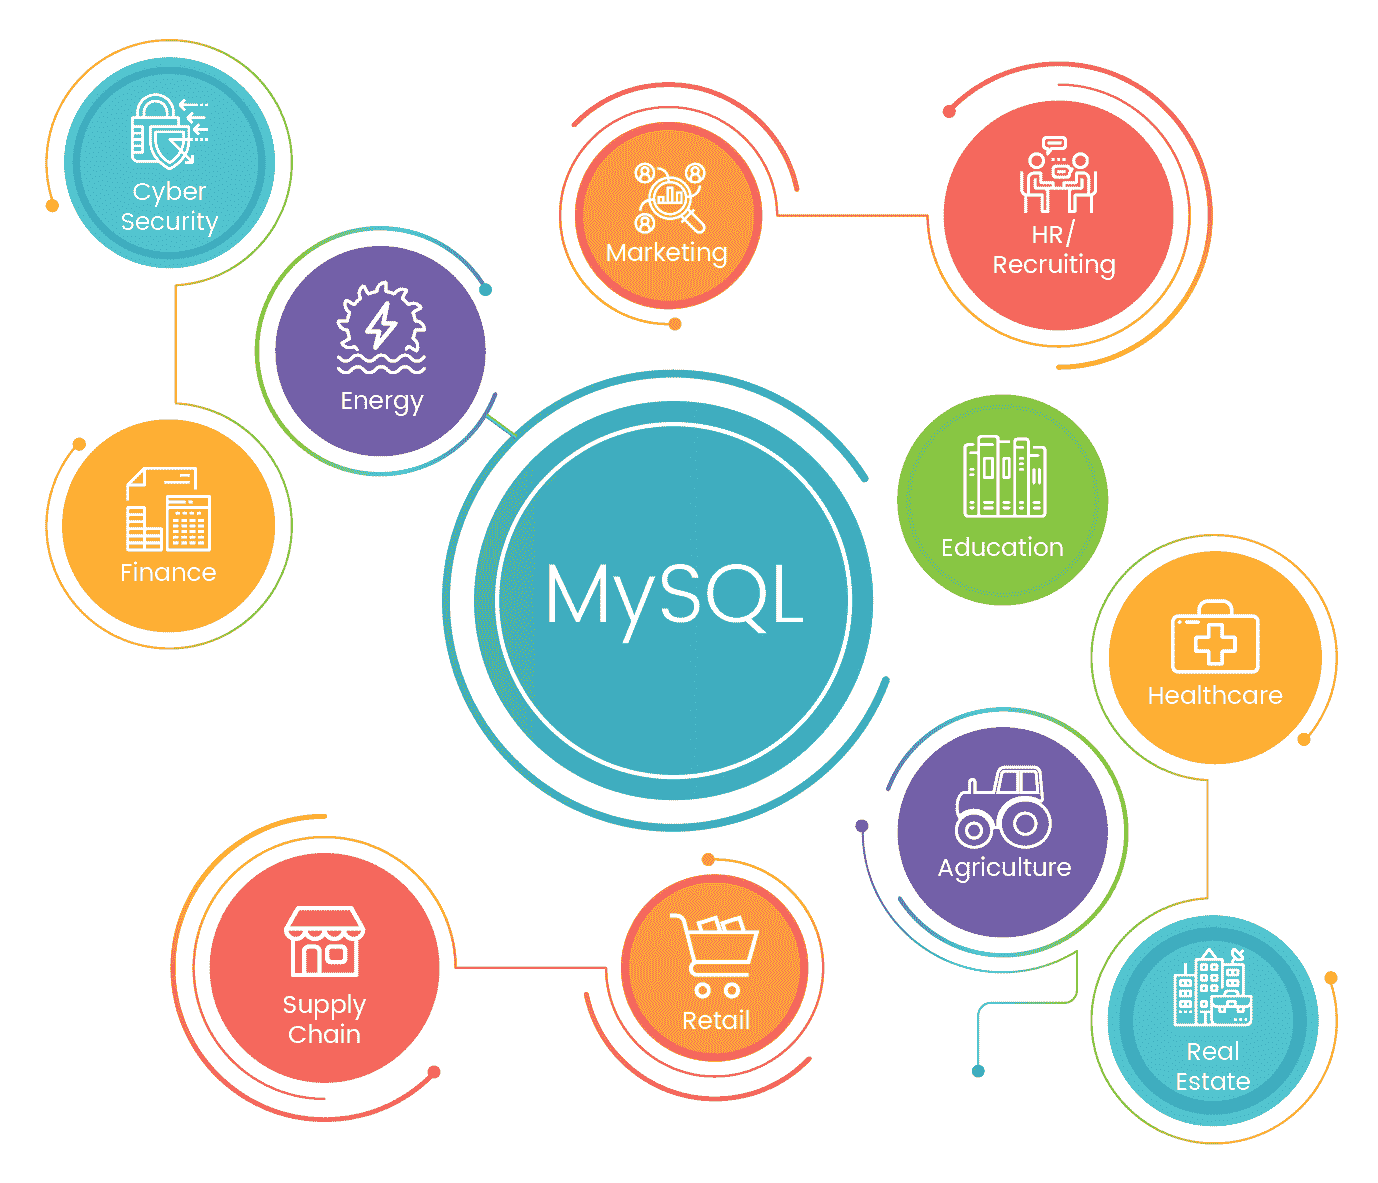 Cyber
Security
Marketing
HR/
Recruiting
Energy
Education
Finance
MySQL
Healthcare
Agriculture
Supply
Chain
Retail
Real
Estate